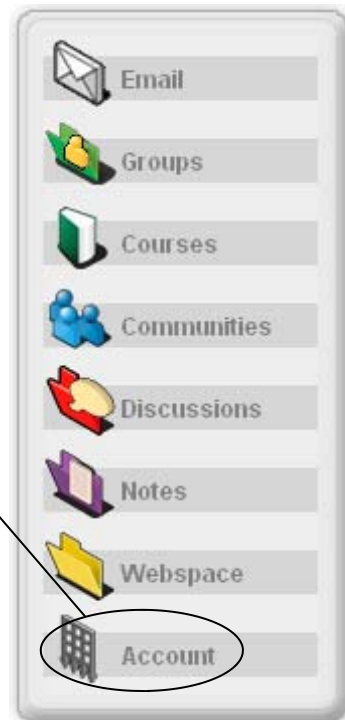 Email
Groups
Courses
Communities
Discussions
Notes
Webspace
Account